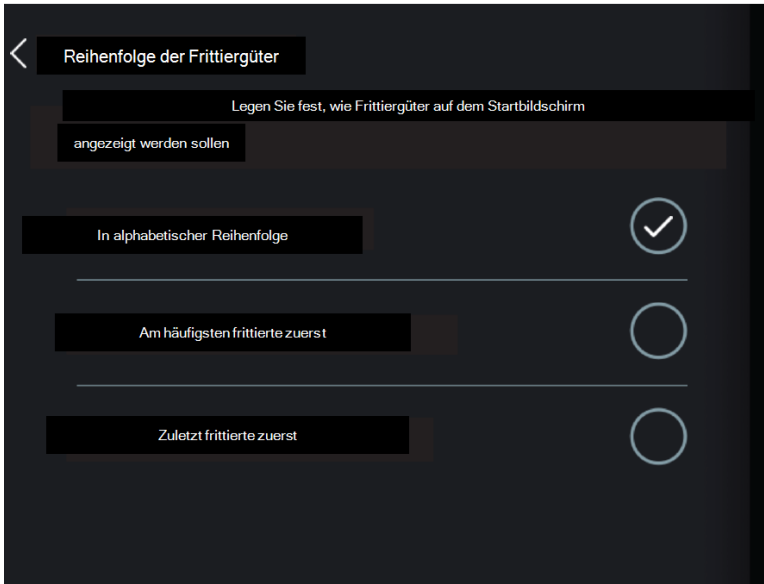 Reihenfolge der Frittiergüter
Legen Sie fest, wie Frittiergüter auf dem Startbildschirm
angezeigt werden sollen
In alphabetischer Reihenfolge
Am häufigsten frittierte zuerst
Zuletzt frittierte zuerst